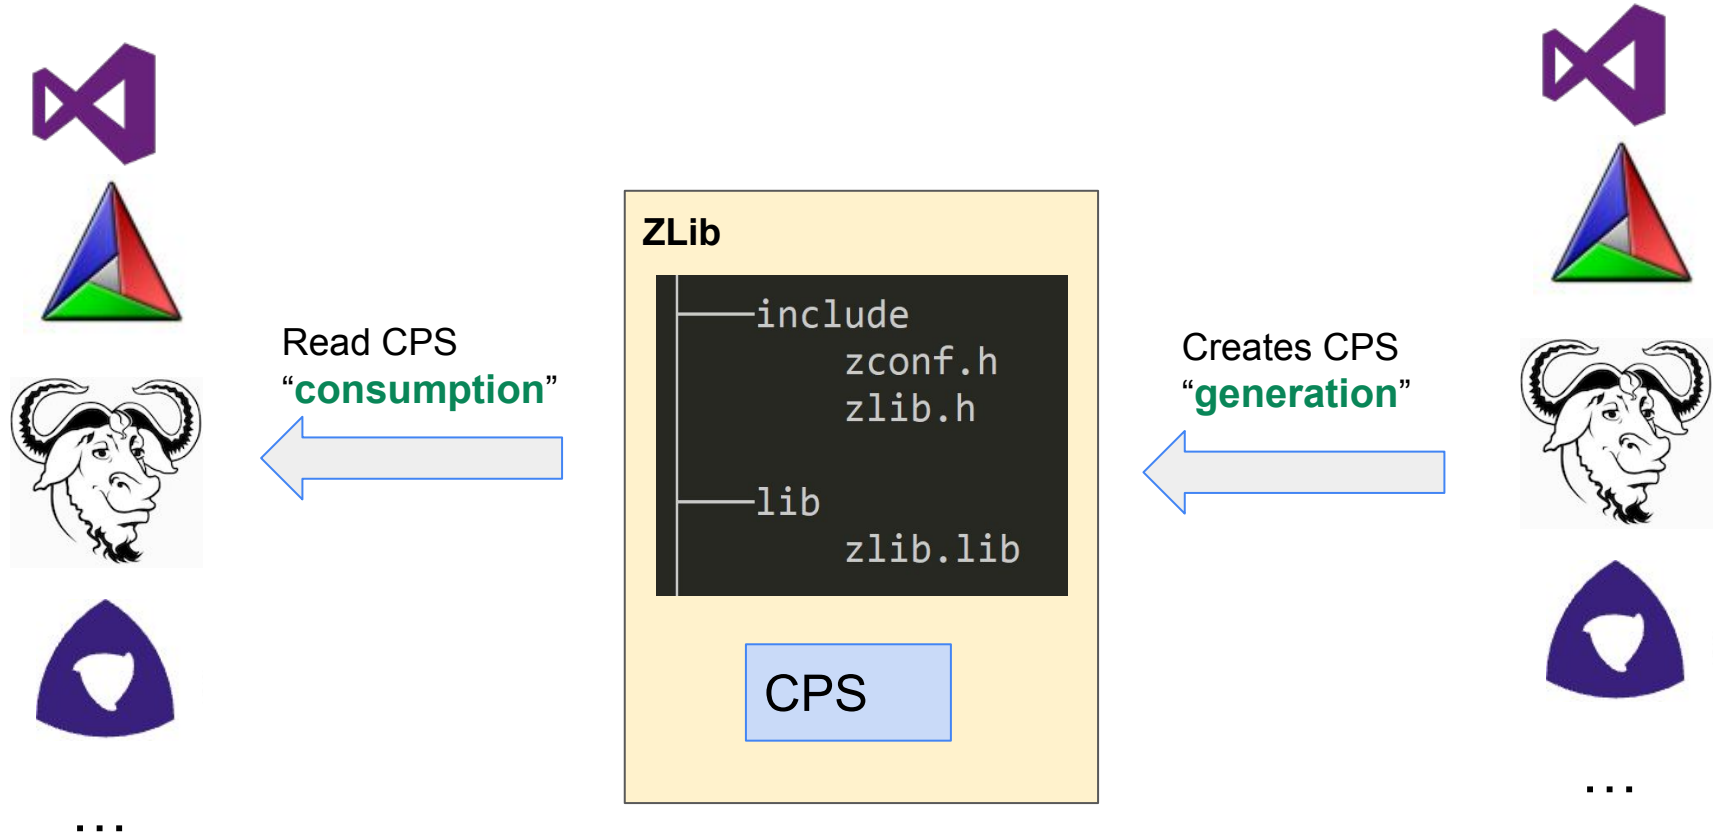 ZLib
include
zconf.h
zlib.h
lib
zlib.lib
CPS
Read CPS
“consumption”
Creates CPS
“generation”
...
...